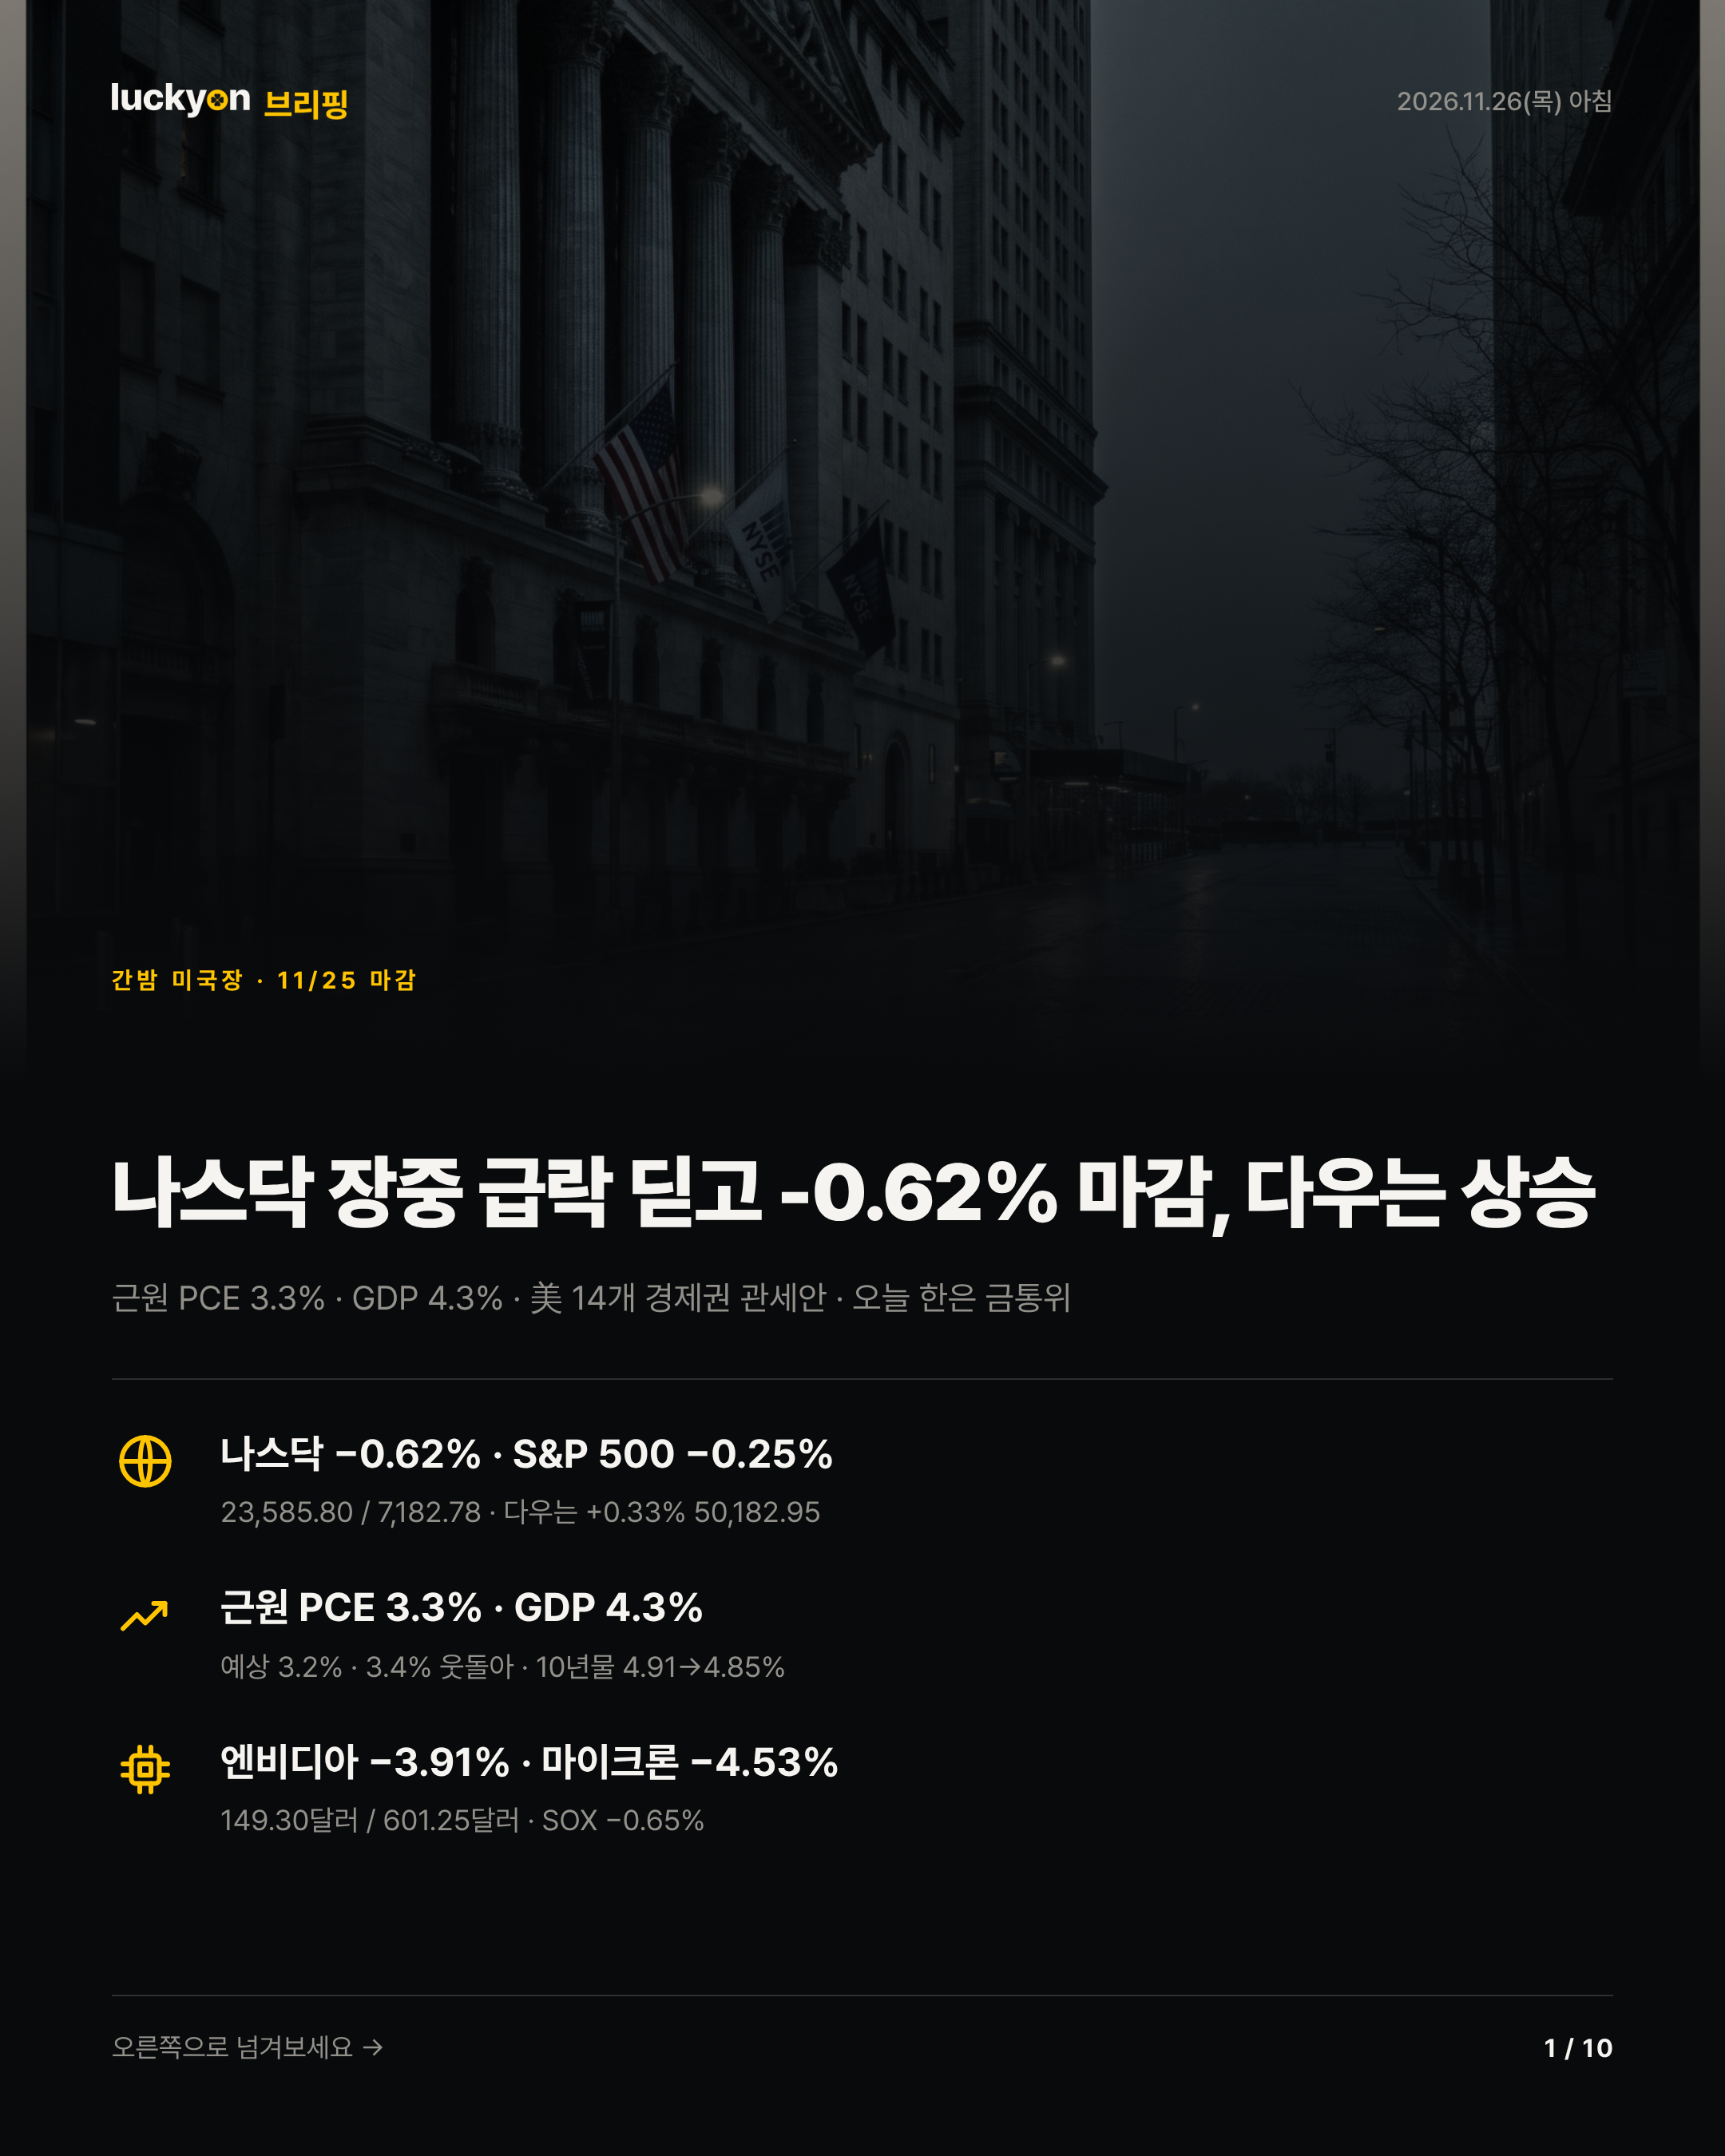 luckyon 브리핑
2026.11.26(목) 아침
NYSE
NYSE
간밤 미국장 · 11/25 마감
나스닥 장중 급락 딛고 -0.62% 마감, 다우는 상승
근원 PCE 3.3% · GDP 4.3% · 美 14개 경제권 관세안 · 오늘 한은 금통위
나스닥 −0.62% · S&P 500 −0.25%
23,585.80 / 7,182.78 · 다우는 +0.33% 50,182.95
근원 PCE 3.3% · GDP 4.3%
예상 3.2% · 3.4% 웃돌아 · 10년물 4.91→4.85%
엔비디아 −3.91% · 마이크론 −4.53%
149.30달러 / 601.25달러 · SOX −0.65%
오른쪽으로 넘겨보세요 →
1 / 10